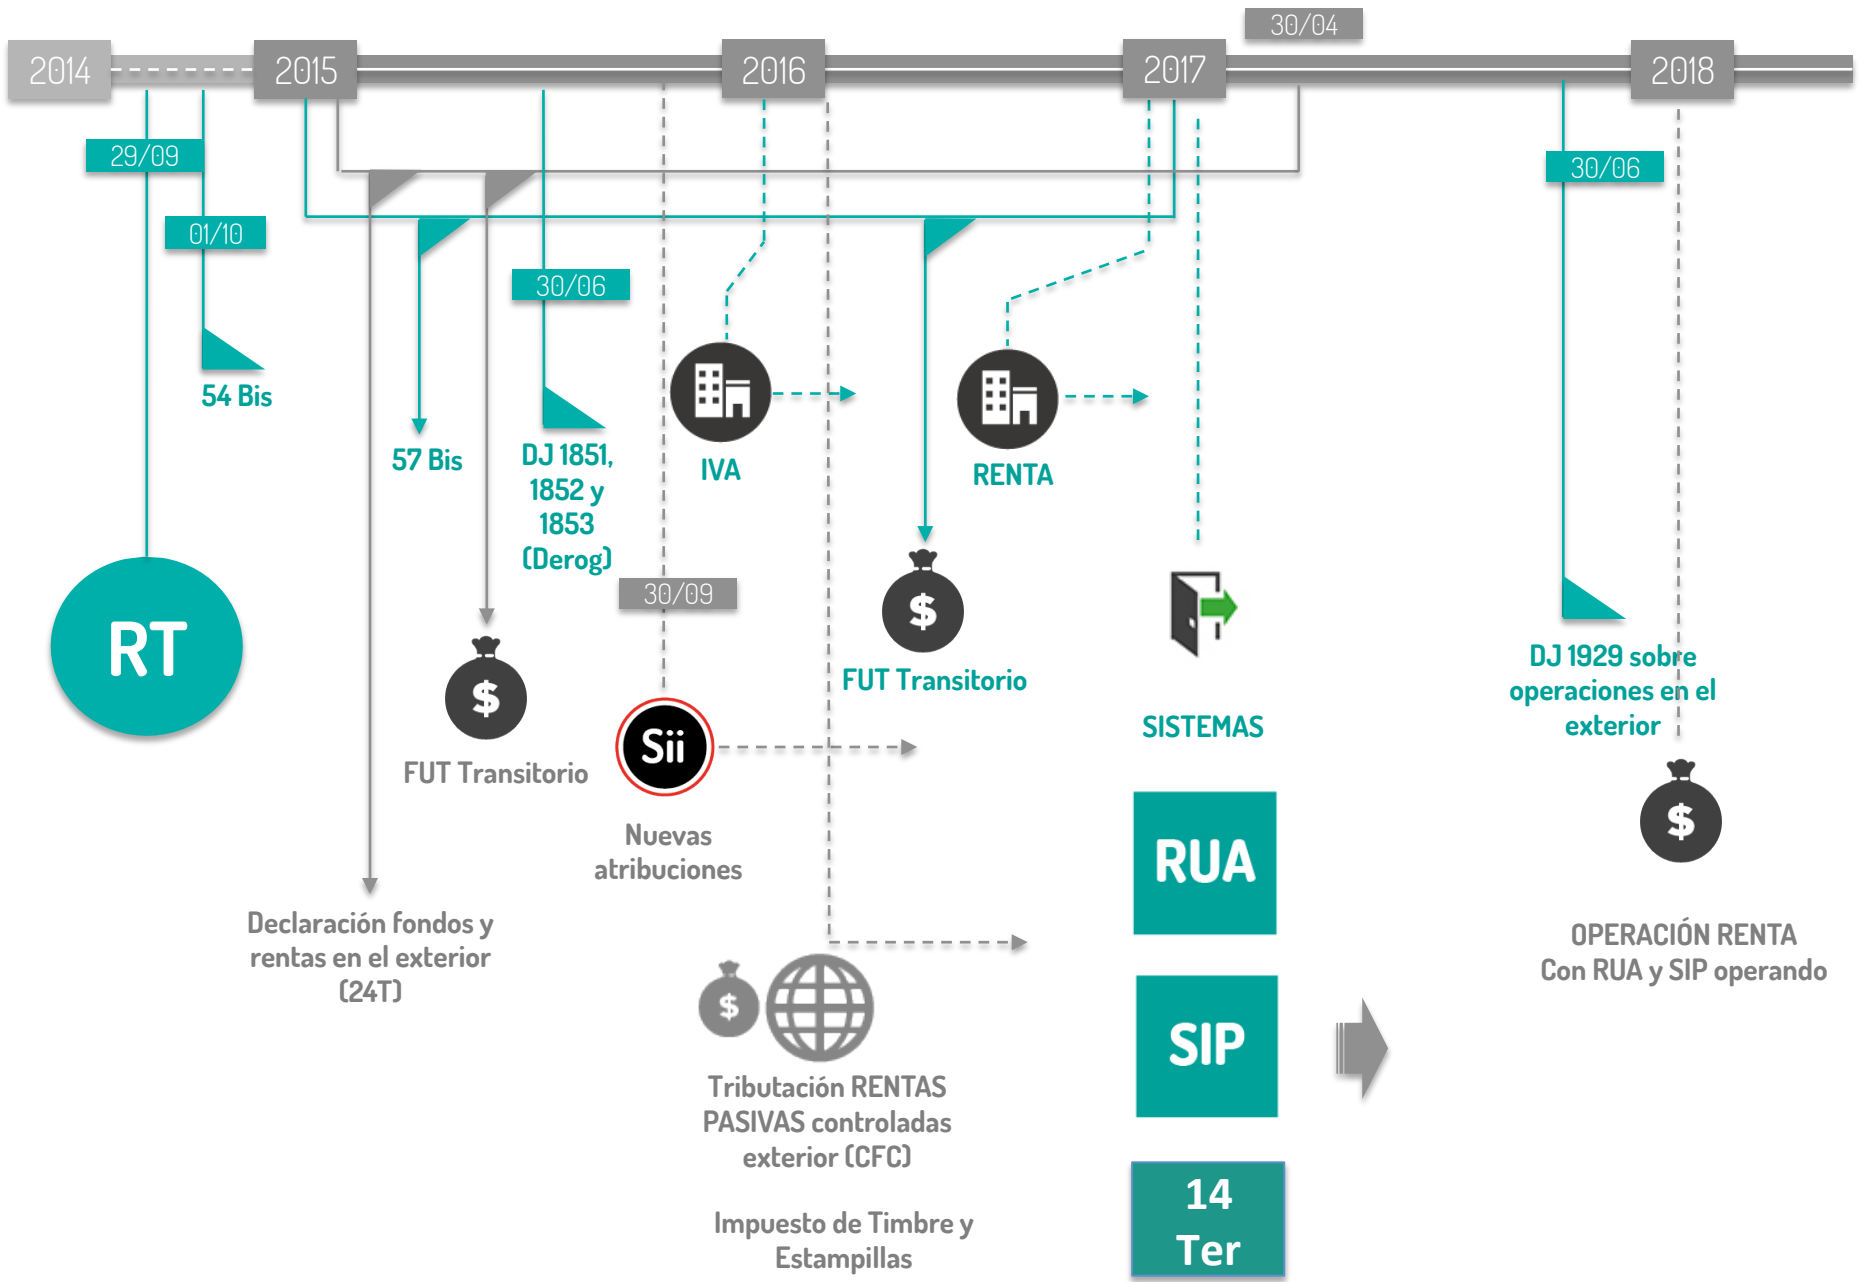 30/04
2014
2015
2016
2017
2018
29/09
30/06
01/10
30/06
54 Bis
57 Bis
DJ 1851,
1852 y
1853
(Derog)
IVA
RENTA
30/09
RT
$
FUT Transitorio
$
FUT Transitorio
Sii
Nuevas
atribuciones
SISTEMAS
DJ 1929 sobre
operaciones en el
exterior
$
RUA
Declaración fondos y
rentas en el exterior
(24T)
OPERACIÓN RENTA
Con RUA y SIP operando
$
SIP
Tributación RENTAS
PASIVAS controladas
exterior (CFC)
Impuesto de Timbre y
Estampillas
14
Ter